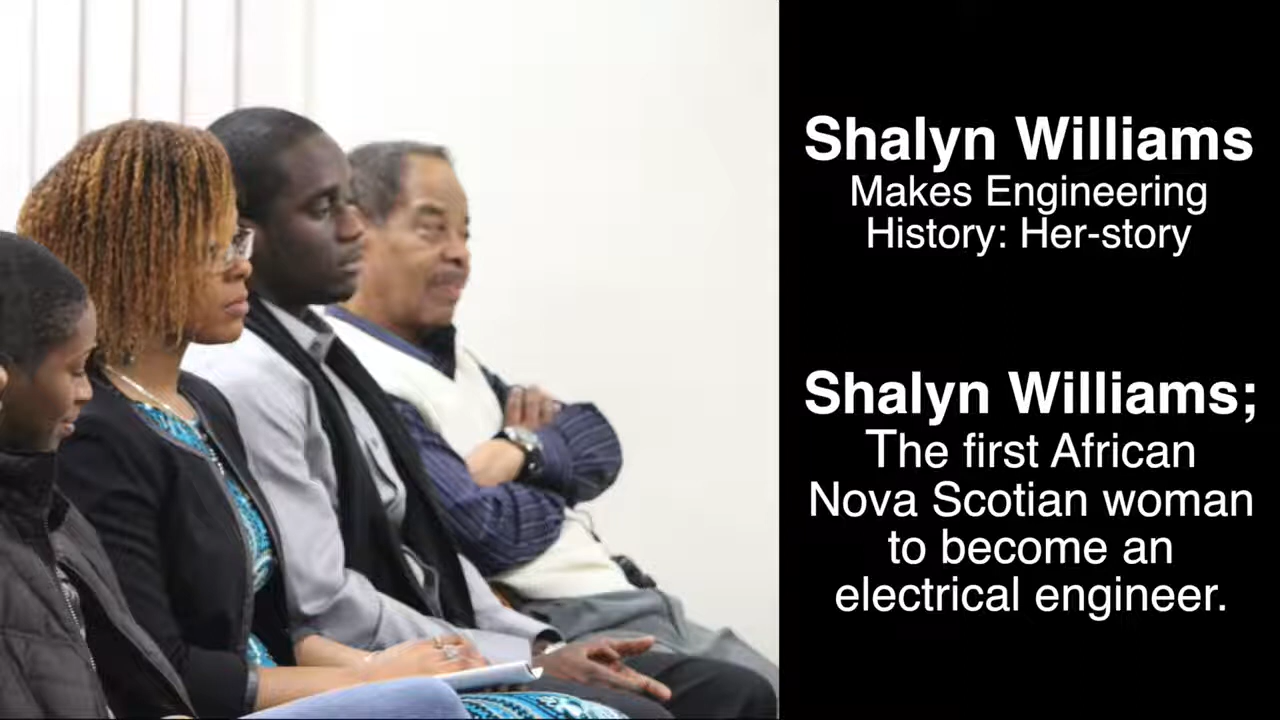 Shalyn Williams
Makes Engineering
History: Her-story
Shalyn Williams;
The first African
Nova Scotian woman
to become an
electrical engineer.